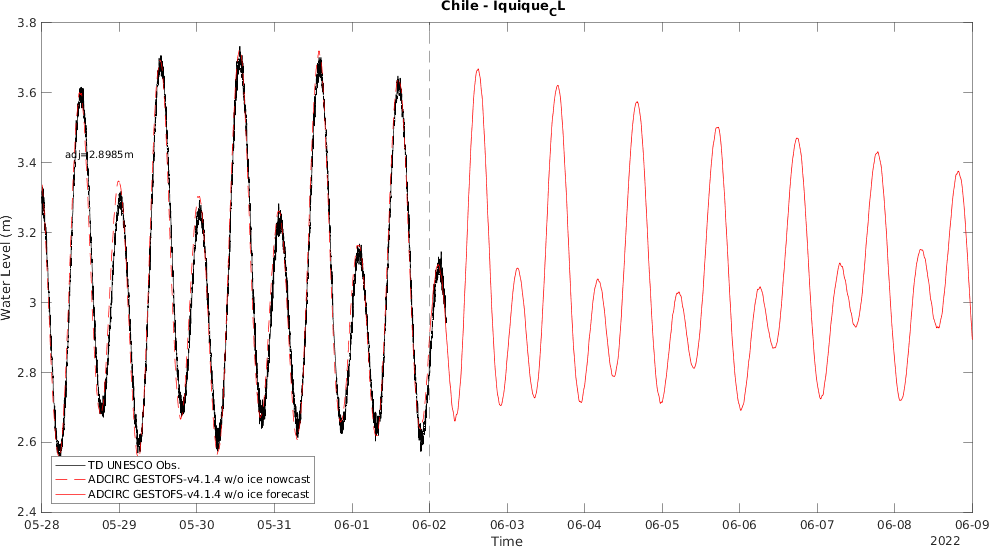 Chile - Iquique_CL
3.8
3.6
3.4
3.2
3
2.8
2.6
2.4
Water Level (m)
adj=2.8985m
TD UNESCO Obs.
ADCIRC GESTOFS-v4.1.4 w/o ice nowcast
ADCIRC GESTOFS-v4.1.4 w/o ice forecast
05-28 05-29 05-30 05-31 06-01 06-02 06-03 06-04 06-05 06-06 06-07 06-08 06-09
Time
2022